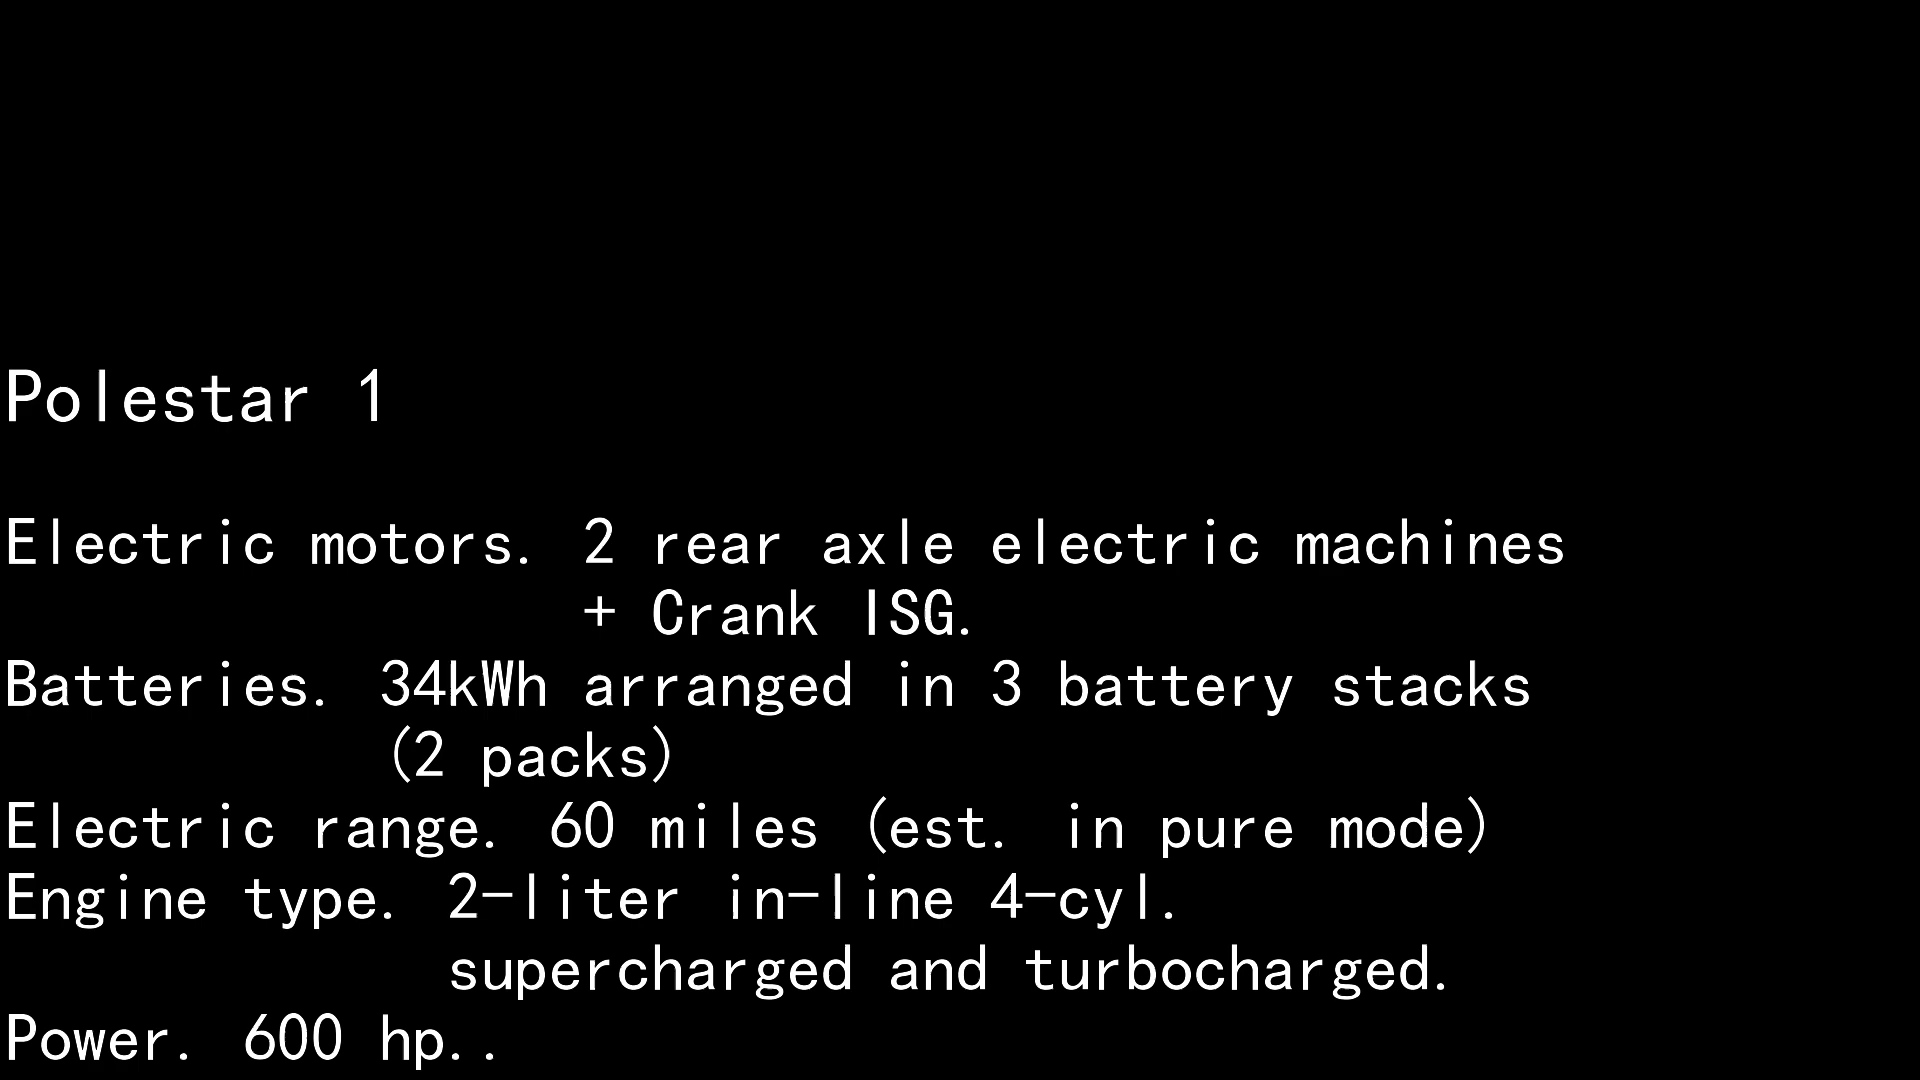 Polestar 1
Electric motors. 2 rear axle electric machines
+ Crank ISG.
Batteries. 34kWh arranged in 3 battery stacks
(2 packs)
Electric range. 60 miles (est. in pure mode)
Engine type. 2-liter in-line 4-cyl.
supercharged and turbocharged.
Power. 600 hp..